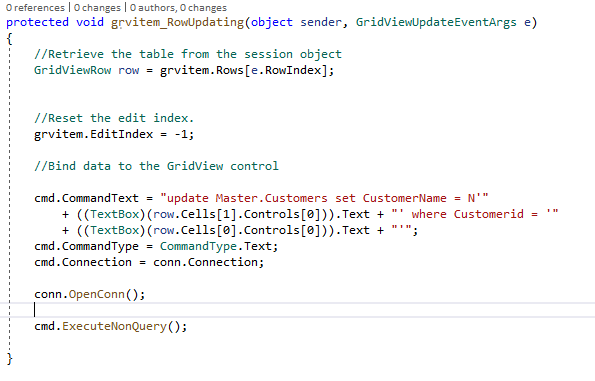 0 references | 0 changes | 0 authors, 0 changes
protected void grvitem_RowUpdating(object sender, GridViewUpdateEventArgs e)
{
//Retrieve the table from the session object
GridViewRow row = grvitem.Rows[e.RowIndex];
//Reset the edit index.
grvitem.EditIndex = -1;
//Bind data to the GridView control
cmd.CommandText = "update Master.Customers set CustomerName = N'"
+ ((TextBox)(row.Cells[1].Controls[0])).Text + "' where Customerid = '"
+ ((TextBox)(row.Cells[0].Controls[0])).Text + "'";
cmd.CommandType = CommandType.Text;
cmd.Connection = conn.Connection;
conn.OpenConn();
cmd.ExecuteNonQuery();
}